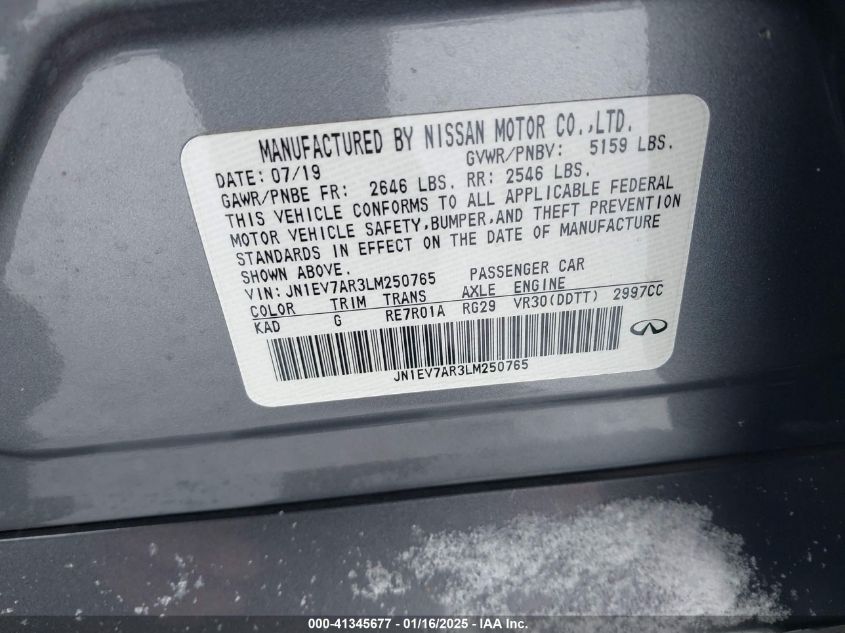 MANUFACTURED BY NISSAN MOTOR CO.,LTD.
DATE: 07/19 GVWR/PNBV: 5159 LBS.
GAWR/PNBE FR: 2646 LBS. RR: 2546 LBS.
THIS VEHICLE CONFORMS TO ALL APPLICABLE FEDERAL
MOTOR VEHICLE SAFETY,BUMPER,AND THEFT PREVENTION
STANDARDS IN EFFECT ON THE DATE OF MANUFACTURE
SHOWN ABOVE.
VIN: JN1EV7AR3LM250765 PASSENGER CAR
COLOR TRIM TRANS AXLE ENGINE
KAD G RE7R01A RG29 VR30(DDTT) 2997CC
JN1EV7AR3LM250765
000-41345677 - 01/16/2025 - IAA Inc.